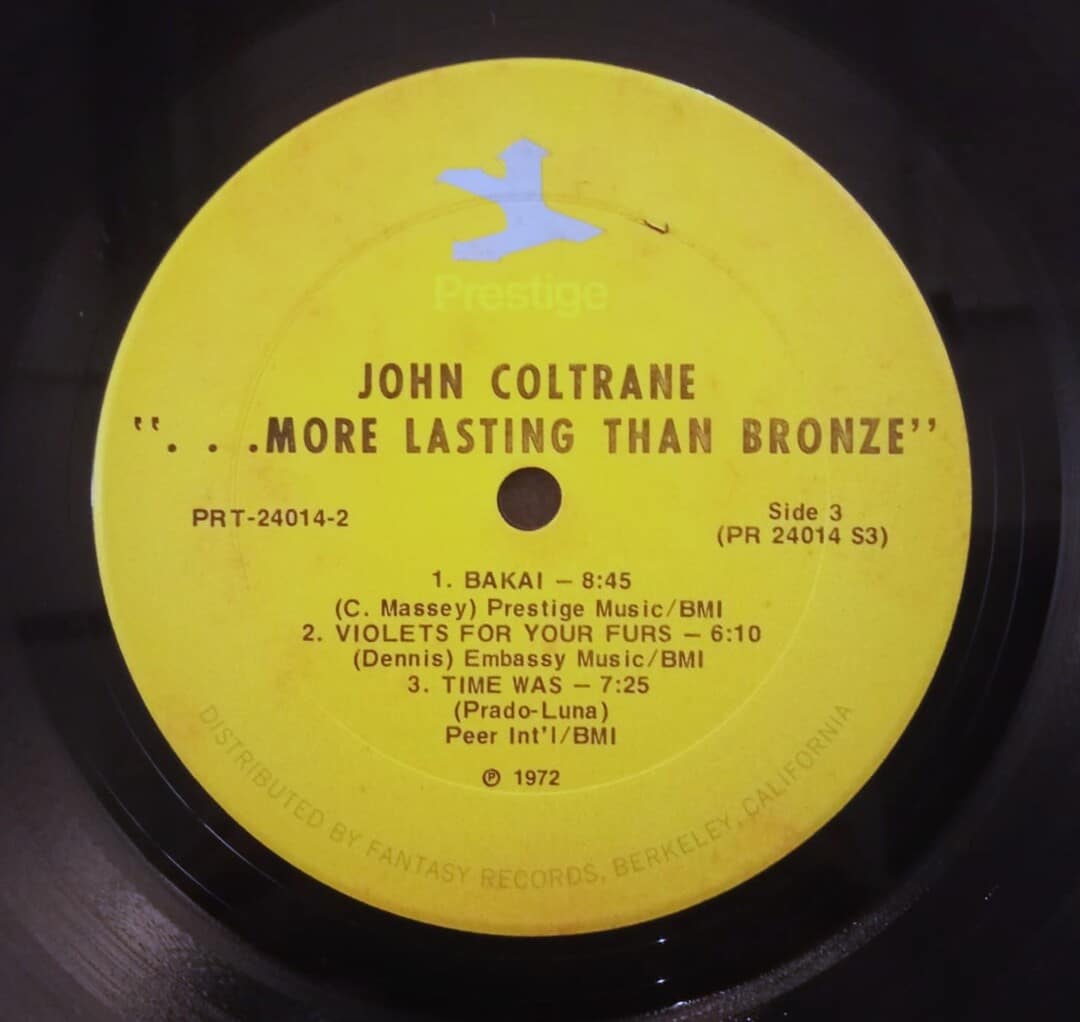 Prestige
JOHN COLTRANE
". . .MORE LASTING THAN BRONZE"
PRT-24014-2
Side 3
(PR 24014 S3)
1. BAKAI – 8:45
(C. Massey) Prestige Music/BMI
2. VIOLETS FOR YOUR FURS – 6:10
(Dennis) Embassy Music/BMI
3. TIME WAS – 7:25
(Prado-Luna)
Peer Int'l/BMI
℗ 1972
DISTRIBUTED BY FANTASY RECORDS, BERKELEY, CALIFORNIA